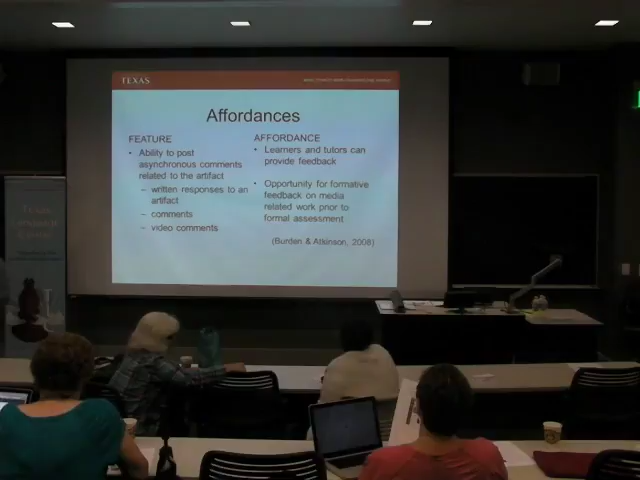 TEXAS
Affordances
FEATURE
• Ability to post
asynchronous comments
related to the artifact
– written responses to an
artifact
– comments
– video comments
AFFORDANCE
• Learners and tutors can
provide feedback
• Opportunity for formative
feedback on media
related work prior to
formal assessment
(Burden & Atkinson, 2008)